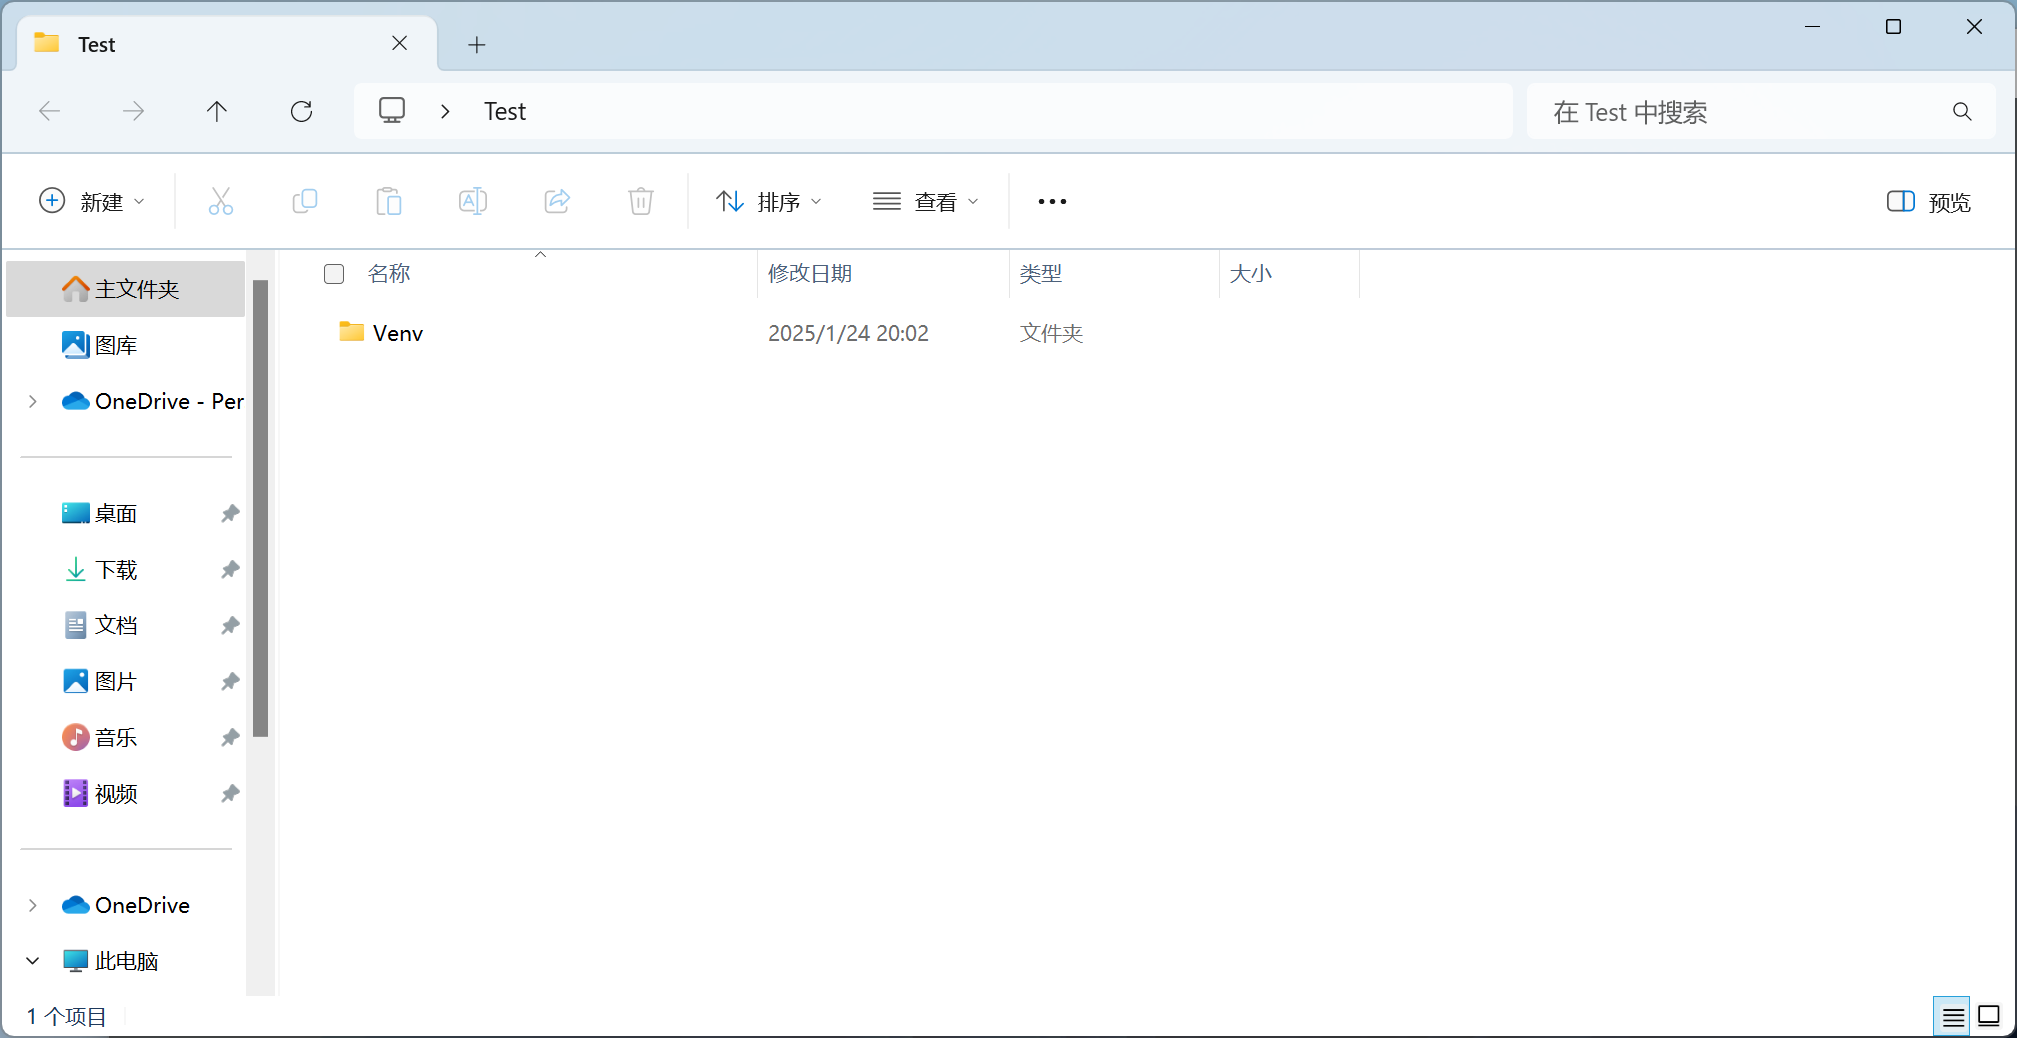 Test
Test
在 Test 中搜索
新建
排序
查看
预览
名称
修改日期
类型
大小
Venv
2025/1/24 20:02
文件夹
主文件夹
图库
OneDrive - Per
桌面
下载
文档
图片
音乐
视频
OneDrive
此电脑
1 个项目